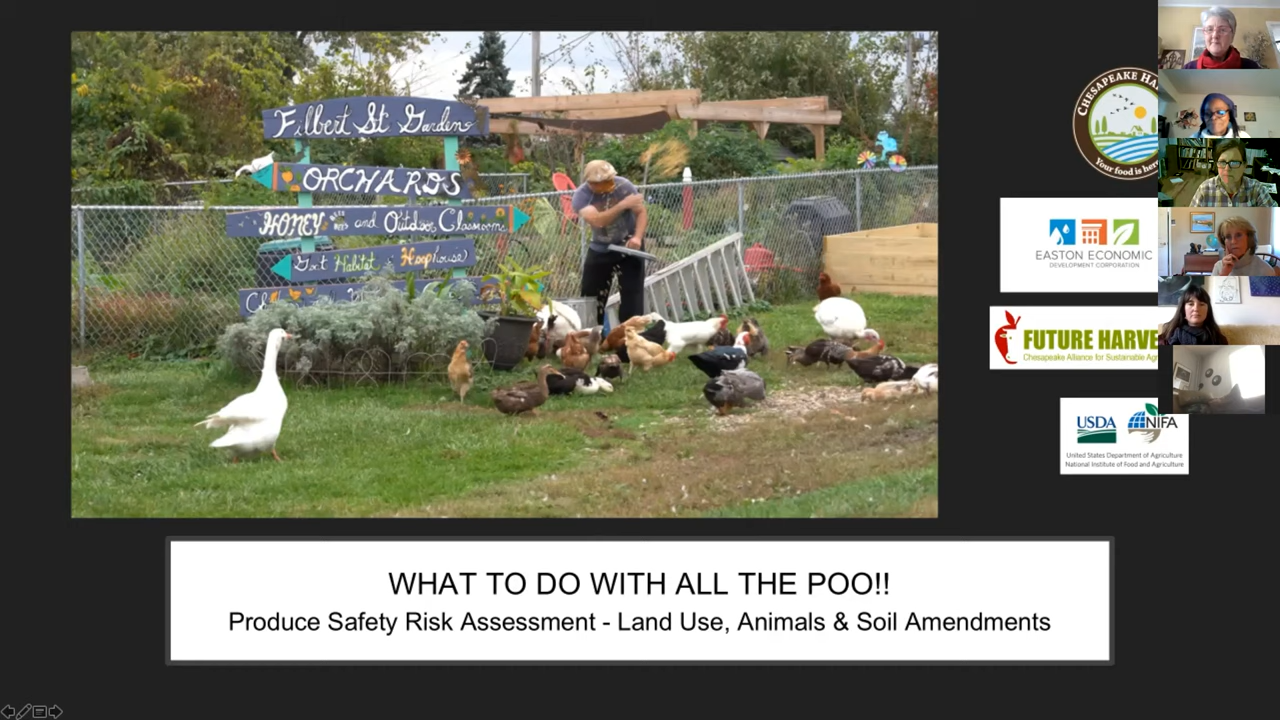 Filbert St Garden
ORCHARDS
HONEY and Outdoor Classroom
Goat Habitat & Hoophouse
CHESAPEAKE HA
Your food is here
EASTON ECONOMIC
DEVELOPMENT CORPORATION
FUTURE HARVE
Chesapeake Alliance for Sustainable Agr
USDA
NIFA
United States Department of Agriculture
National Institute of Food and Agriculture
WHAT TO DO WITH ALL THE POO!!
Produce Safety Risk Assessment - Land Use, Animals & Soil Amendments